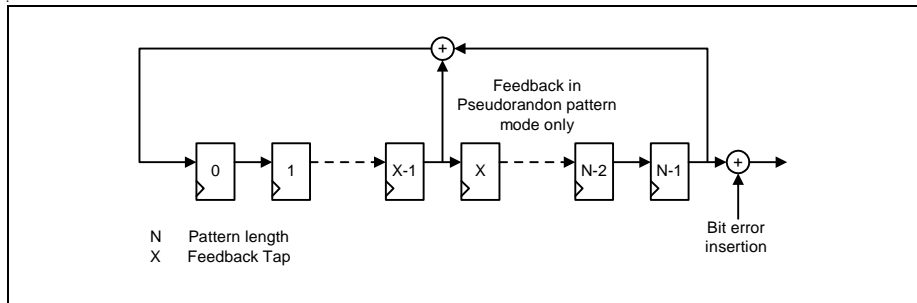 +
Feedback in
Pseudorandon pattern
mode only
0
1
X-1
X
N-2
N-1
+
N Pattern length
X Feedback Tap
Bit error
insertion